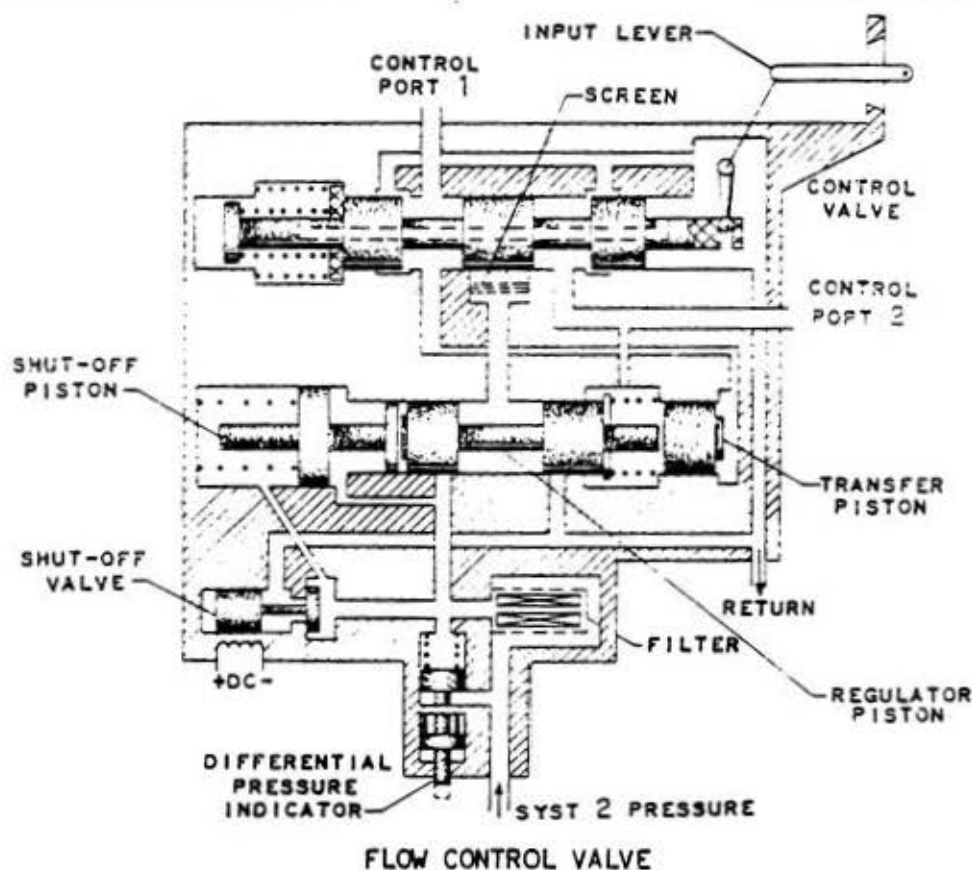 INPUT LEVER
CONTROL
PORT 1
SCREEN
CONTROL
VALVE
CONTROL
PORT 2
SHUT-OFF
PISTON
TRANSFER
PISTON
SHUT-OFF
VALVE
RETURN
FILTER
+DC-
REGULATOR
PISTON
DIFFERENTIAL
PRESSURE
INDICATOR
SYST 2 PRESSURE
FLOW CONTROL VALVE